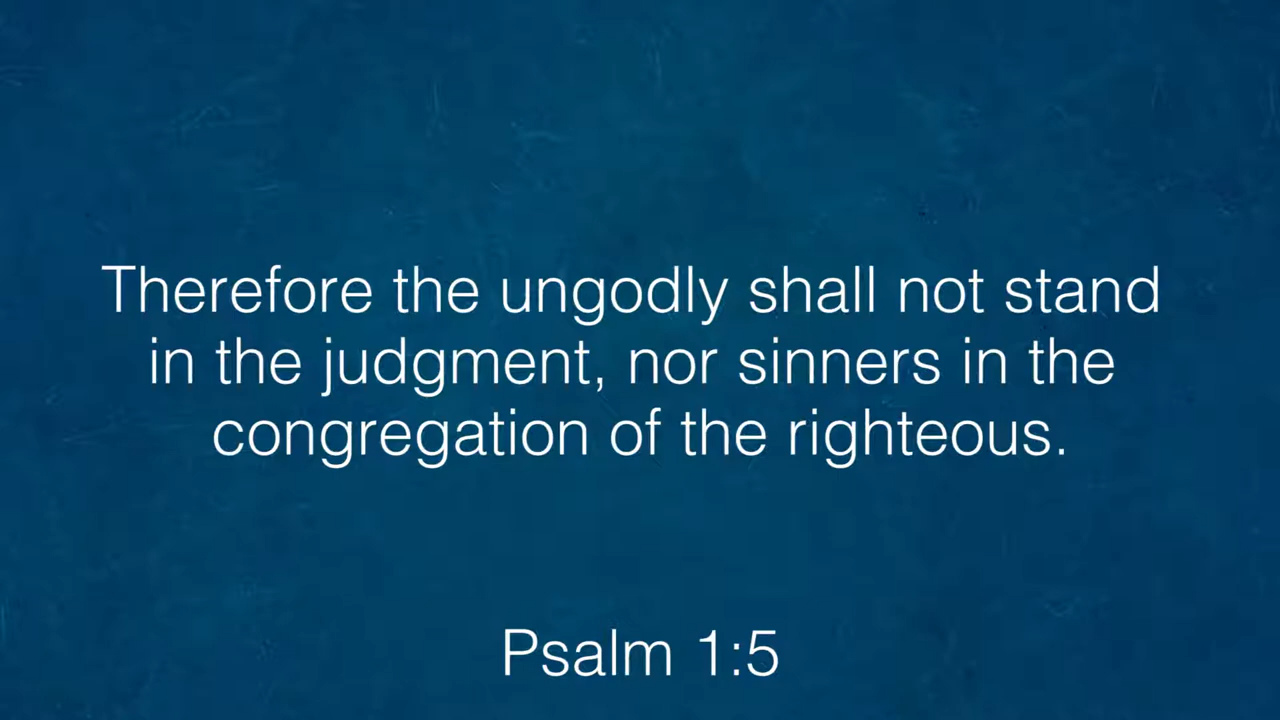 Therefore the ungodly shall not stand
in the judgment, nor sinners in the
congregation of the righteous.
Psalm 1:5